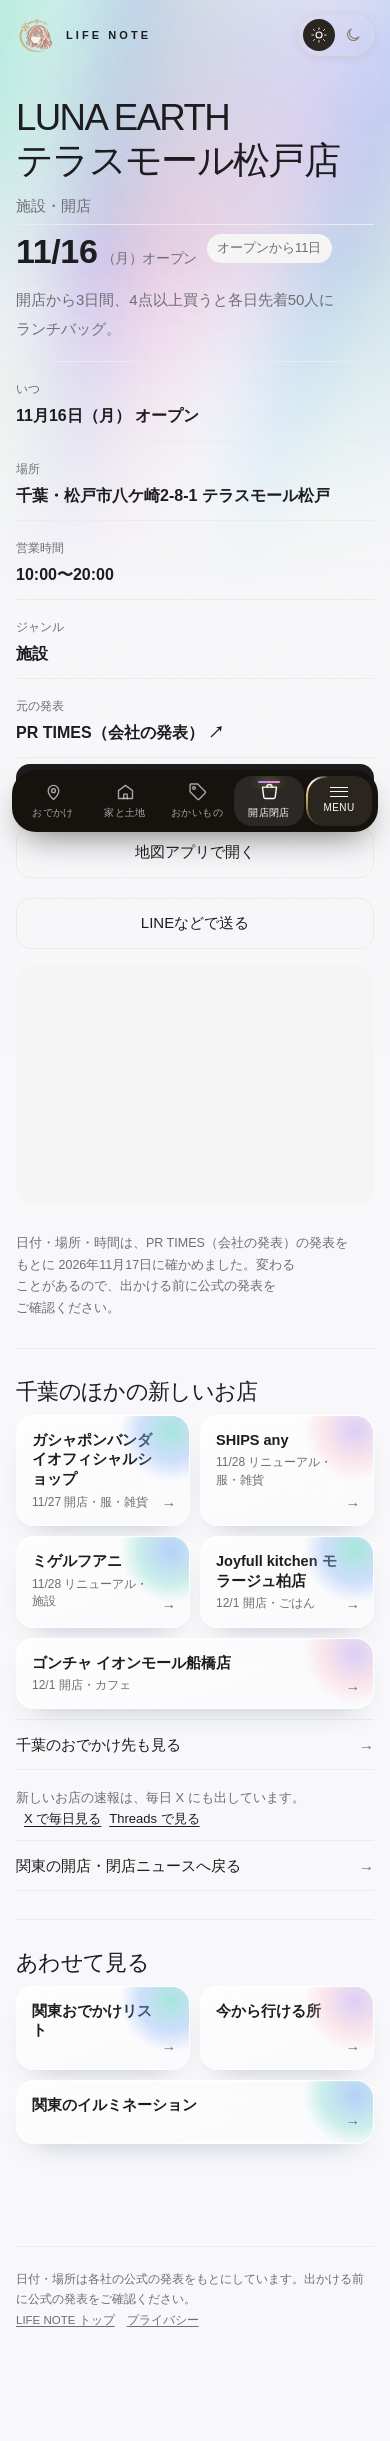 LIFE NOTE
LUNA EARTH
テラスモール松戸店
施設・開店
11/16 （月）オープン オープンから11日
開店から3日間、4点以上買うと各日先着50人に
ランチバッグ。
いつ
11月16日（月） オープン
場所
千葉・松戸市八ケ崎2-8-1 テラスモール松戸
営業時間
10:00〜20:00
ジャンル
施設
元の発表
PR TIMES（会社の発表） ↗
おでかけ 家と土地 おかいもの 開店閉店 MENU
地図アプリで開く
LINEなどで送る
日付・場所・時間は、PR TIMES（会社の発表）の発表を
もとに 2026年11月17日に確かめました。変わる
ことがあるので、出かける前に公式の発表を
ご確認ください。
千葉のほかの新しいお店
ガシャポンバンダ
イオフィシャルシ
ョップ
11/27 開店・服・雑貨 →
SHIPS any
11/28 リニューアル・
服・雑貨
→
ミゲルフアニ
11/28 リニューアル・
施設 →
Joyfull kitchen モ
ラージュ柏店
12/1 開店・ごはん →
ゴンチャ イオンモール船橋店
12/1 開店・カフェ →
千葉のおでかけ先も見る →
新しいお店の速報は、毎日 X にも出しています。
X で毎日見る Threads で見る
関東の開店・閉店ニュースへ戻る →
あわせて見る
関東おでかけリス
ト
→
今から行ける所
→
関東のイルミネーション
→
日付・場所は各社の公式の発表をもとにしています。出かける前
に公式の発表をご確認ください。
LIFE NOTE トップ プライバシー